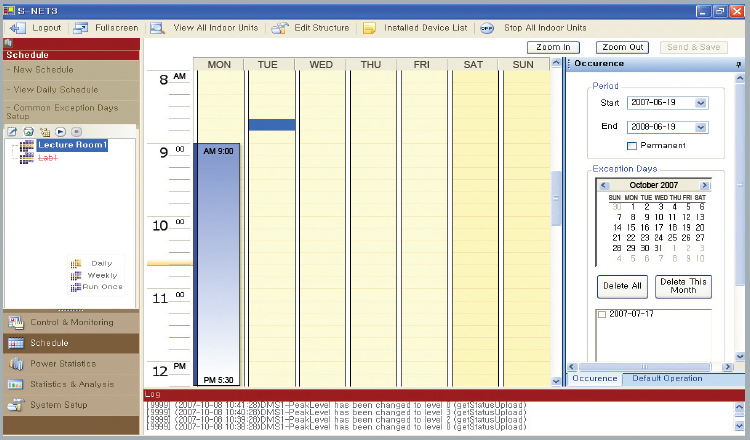 S-NET3
Logout Fullscreen View All Indoor Units Edit Structure Installed Device List Stop All Indoor Units
Schedule
- New Schedule
- View Daily Schedule
- Common Exception Days
Setup
Lecture Room1
Lab1
Daily
Weekly
Run Once
Control & Monitoring
Schedule
Power Statistics
Statistics & Analysis
System Setup
Zoom In Zoom Out Send & Save
MON TUE WED THU FRI SAT SUN
8 AM
9 00
10 00
11 00
12 PM
AM 9:00
PM 5:30
Occurence
Period
Start 2007-06-19
End 2008-06-19
Permanent
Exception Days
October 2007
SUN MON TUE WED THU FRI SAT
30 1 2 3 4 5 6
7 8 9 10 11 12 13
14 15 16 17 18 19 20
21 22 23 24 25 26 27
28 29 30 31 1 2 3
4 5 6 7 8 9 10
Delete All Delete This
Month
2007-07-17
Occurence Default Operation
Log
[9999] (2007-10-08 10:41:28)DMS1-PeakLevel has been changed to level 0 (getStatusUpload)
[9999] (2007-10-08 10:40:28)DMS1-PeakLevel has been changed to level 3 (getStatusUpload)
[9999] (2007-10-08 10:39:28)DMS1-PeakLevel has been changed to level 2 (getStatusUpload)
[9999] (2007-10-08 10:38:28)DMS1-PeakLevel has been changed to level 0 (getStatusUpload)